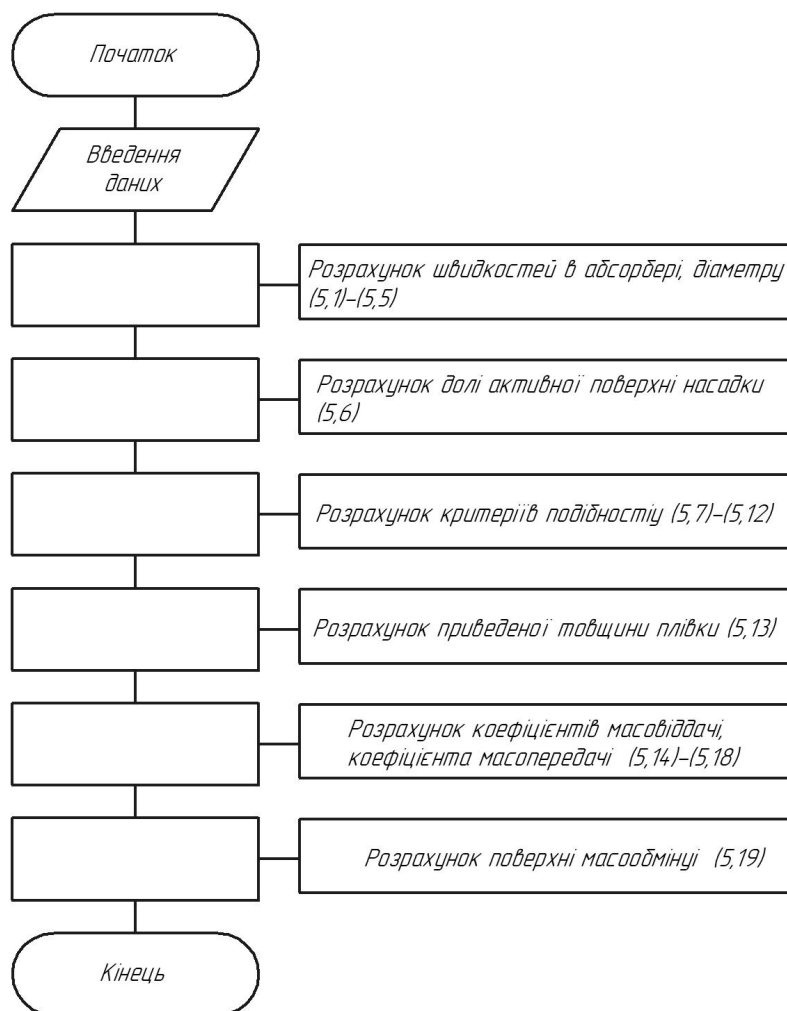 Початок
Введення
даних
Розрахунок швидкостей в абсорбері, діаметру
(5,1)–(5,5)
Розрахунок долі активної поверхні насадки
(5,6)
Розрахунок критеріїв подібностіу (5,7)–(5,12)
Розрахунок приведеної товщини плівки (5,13)
Розрахунок коефіцієнтів масовіддачі,
коефіцієнта масопередачі (5,14)–(5,18)
Розрахунок поверхні масообмінуі (5,19)
Кінець